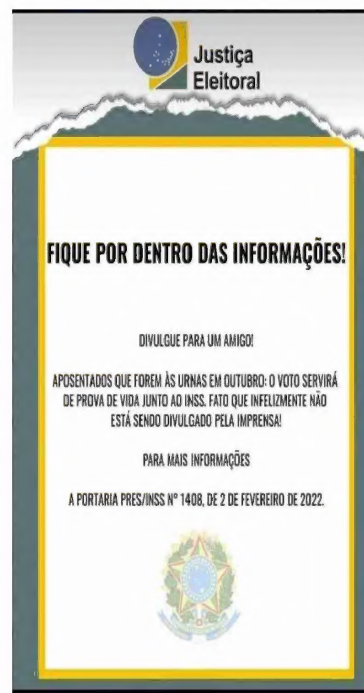 Justiça
Eleitoral
FIQUE POR DENTRO DAS INFORMAÇÕES!
DIVULGUE PARA UM AMIGO!
APOSENTADOS QUE FOREM ÀS URNAS EM OUTUBRO: O VOTO SERVIRÁ
DE PROVA DE VIDA JUNTO AO INSS. FATO QUE INFELIZMENTE NÃO
ESTÁ SENDO DIVULGADO PELA IMPRENSA!
PARA MAIS INFORMAÇÕES
A PORTARIA PRES/INSS Nº 1408, DE 2 DE FEVEREIRO DE 2022.